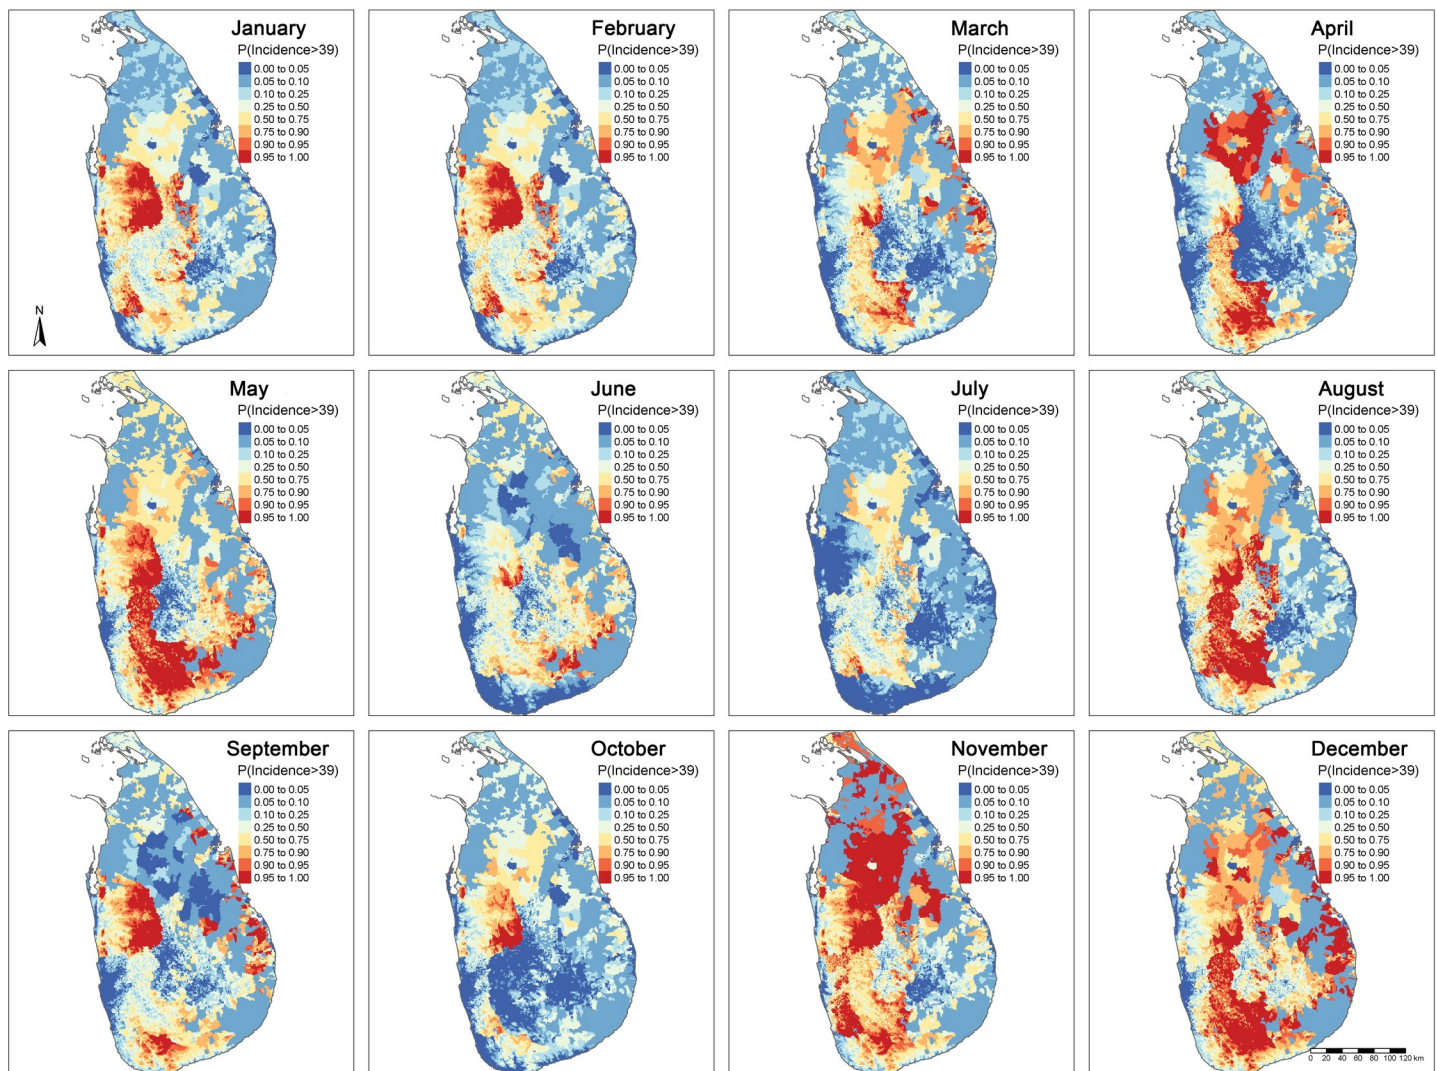 January
P(Incidence>39)
0.00 to 0.05
0.05 to 0.10
0.10 to 0.25
0.25 to 0.50
0.50 to 0.75
0.75 to 0.90
0.90 to 0.95
0.95 to 1.00
N
February
P(Incidence>39)
0.00 to 0.05
0.05 to 0.10
0.10 to 0.25
0.25 to 0.50
0.50 to 0.75
0.75 to 0.90
0.90 to 0.95
0.95 to 1.00
March
P(Incidence>39)
0.00 to 0.05
0.05 to 0.10
0.10 to 0.25
0.25 to 0.50
0.50 to 0.75
0.75 to 0.90
0.90 to 0.95
0.95 to 1.00
April
P(Incidence>39)
0.00 to 0.05
0.05 to 0.10
0.10 to 0.25
0.25 to 0.50
0.50 to 0.75
0.75 to 0.90
0.90 to 0.95
0.95 to 1.00
May
P(Incidence>39)
0.00 to 0.05
0.05 to 0.10
0.10 to 0.25
0.25 to 0.50
0.50 to 0.75
0.75 to 0.90
0.90 to 0.95
0.95 to 1.00
June
P(Incidence>39)
0.00 to 0.05
0.05 to 0.10
0.10 to 0.25
0.25 to 0.50
0.50 to 0.75
0.75 to 0.90
0.90 to 0.95
0.95 to 1.00
July
P(Incidence>39)
0.00 to 0.05
0.05 to 0.10
0.10 to 0.25
0.25 to 0.50
0.50 to 0.75
0.75 to 0.90
0.90 to 0.95
0.95 to 1.00
August
P(Incidence>39)
0.00 to 0.05
0.05 to 0.10
0.10 to 0.25
0.25 to 0.50
0.50 to 0.75
0.75 to 0.90
0.90 to 0.95
0.95 to 1.00
September
P(Incidence>39)
0.00 to 0.05
0.05 to 0.10
0.10 to 0.25
0.25 to 0.50
0.50 to 0.75
0.75 to 0.90
0.90 to 0.95
0.95 to 1.00
October
P(Incidence>39)
0.00 to 0.05
0.05 to 0.10
0.10 to 0.25
0.25 to 0.50
0.50 to 0.75
0.75 to 0.90
0.90 to 0.95
0.95 to 1.00
November
P(Incidence>39)
0.00 to 0.05
0.05 to 0.10
0.10 to 0.25
0.25 to 0.50
0.50 to 0.75
0.75 to 0.90
0.90 to 0.95
0.95 to 1.00
December
P(Incidence>39)
0.00 to 0.05
0.05 to 0.10
0.10 to 0.25
0.25 to 0.50
0.50 to 0.75
0.75 to 0.90
0.90 to 0.95
0.95 to 1.00
0 20 40 60 80 100 120 km